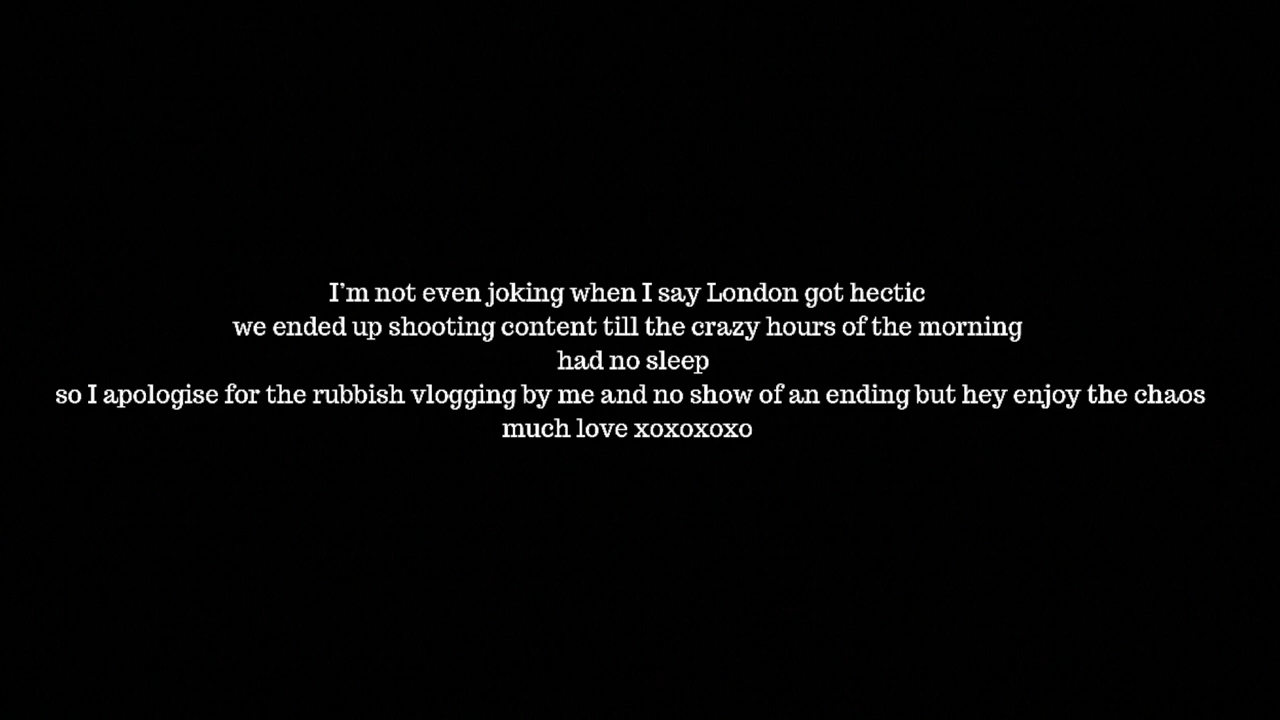 I'm not even joking when I say London got hectic
we ended up shooting content till the crazy hours of the morning
had no sleep
so I apologise for the rubbish vlogging by me and no show of an ending but hey enjoy the chaos
much love xoxoxoxo